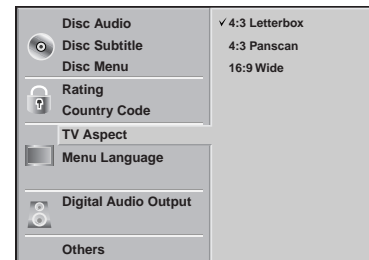 Disc Audio
Disc Subtitle
Disc Menu
Rating
Country Code
TV Aspect
Menu Language
Digital Audio Output
Others
✓ 4:3 Letterbox
4:3 Panscan
16:9 Wide